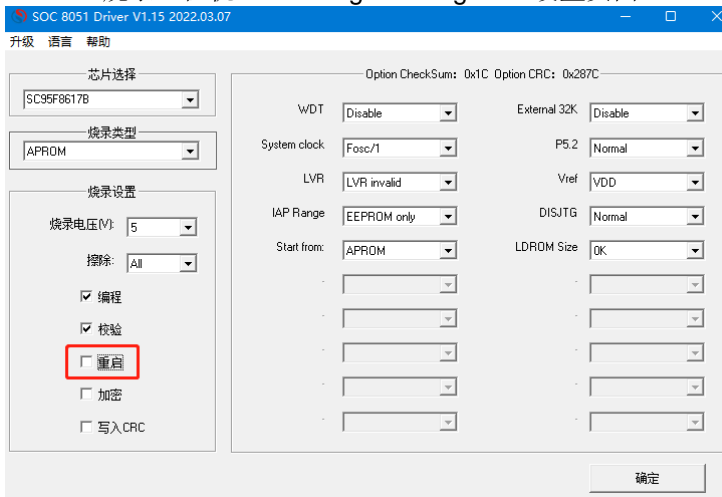 SOC 8051 Driver V1.15 2022.03.07
升级 语言 帮助
芯片选择
SC95F8617B
烧录类型
APROM
烧录设置
烧录电压(V): 5
擦除: All
编程
校验
重启
加密
写入CRC
Option CheckSum: 0x1C Option CRC: 0x287C
WDT Disable External 32K Disable
System clock Fosc/1 P5.2 Normal
LVR LVR invalid Vref VDD
IAP Range EEPROM only DISJTG Normal
Start from: APROM LDROM Size 0K
确定